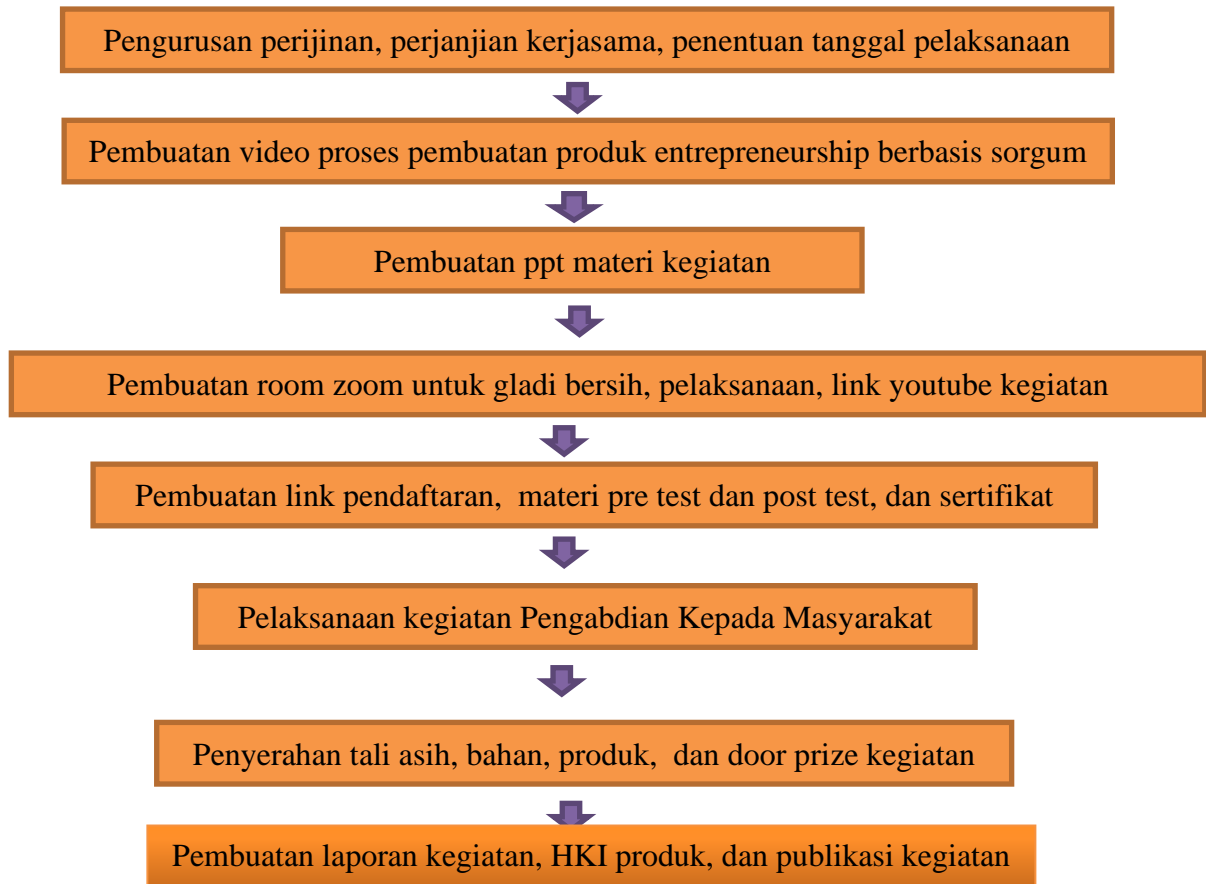 Pengurusan perijinan, perjanjian kerjasama, penentuan tanggal pelaksanaan
Pembuatan video proses pembuatan produk entrepreneurship berbasis sorgum
Pembuatan ppt materi kegiatan
Pembuatan room zoom untuk gladi bersih, pelaksanaan, link youtube kegiatan
Pembuatan link pendaftaran, materi pre test dan post test, dan sertifikat
Pelaksanaan kegiatan Pengabdian Kepada Masyarakat
Penyerahan tali asih, bahan, produk, dan door prize kegiatan
Pembuatan laporan kegiatan, HKI produk, dan publikasi kegiatan